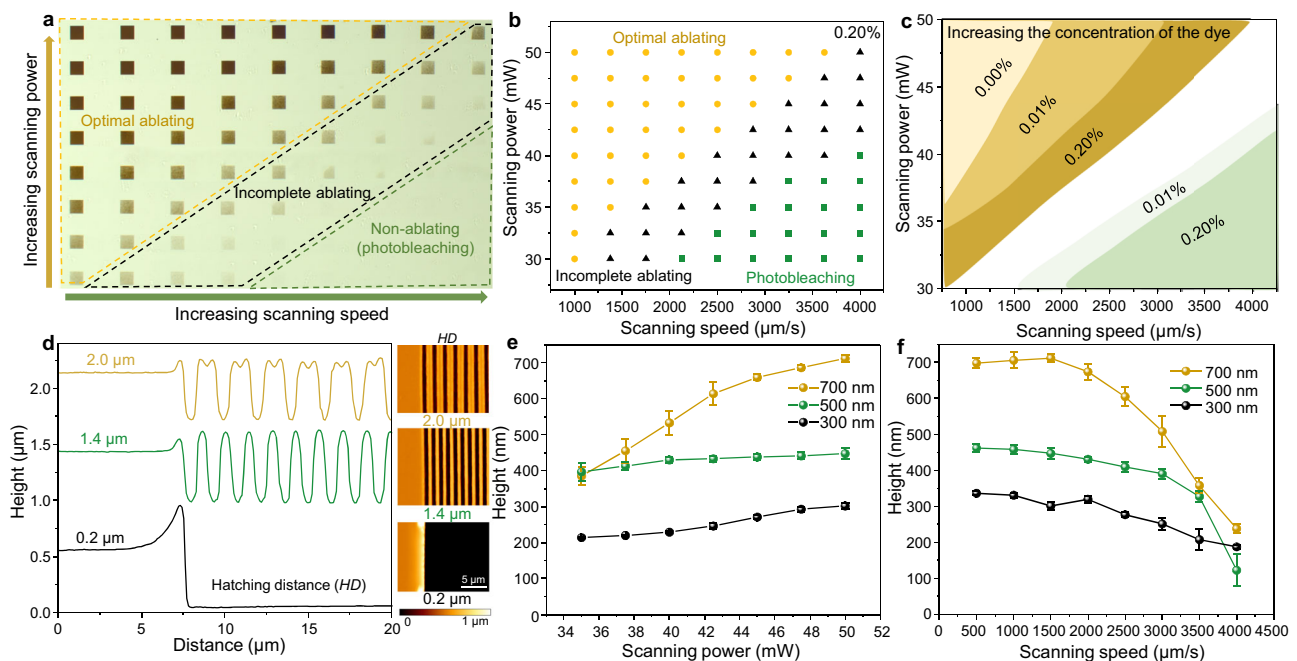 a
Increasing scanning power
Optimal ablating
Incomplete ablating
Non-ablating
(photobleaching)
Increasing scanning speed
b
0.20%
Optimal ablating
50
45
40
35
30
Scanning power (mW)
Incomplete ablating
Photobleaching
1000 1500 2000 2500 3000 3500 4000
Scanning speed (µm/s)
c
50
45
40
35
30
Scanning power (mW)
Increasing the concentration of the dye
0.00%
0.01%
0.20%
0.01%
0.20%
1000 1500 2000 2500 3000 3500 4000
Scanning speed (µm/s)
d
2.0
1.5
1.0
0.5
0.0
Height (µm)
2.0 µm
1.4 µm
0.2 µm
Hatching distance (HD)
0 5 10 15 20
Distance (µm)
HD
2.0 µm
1.4 µm
5 µm
0.2 µm
0 1 µm
e
700
600
500
400
300
200
100
0
Height (nm)
700 nm
500 nm
300 nm
34 36 38 40 42 44 46 48 50 52
Scanning power (mW)
f
700
600
500
400
300
200
100
0
Height (nm)
700 nm
500 nm
300 nm
500 1000 1500 2000 2500 3000 3500 4000 4500
Scanning speed (µm/s)